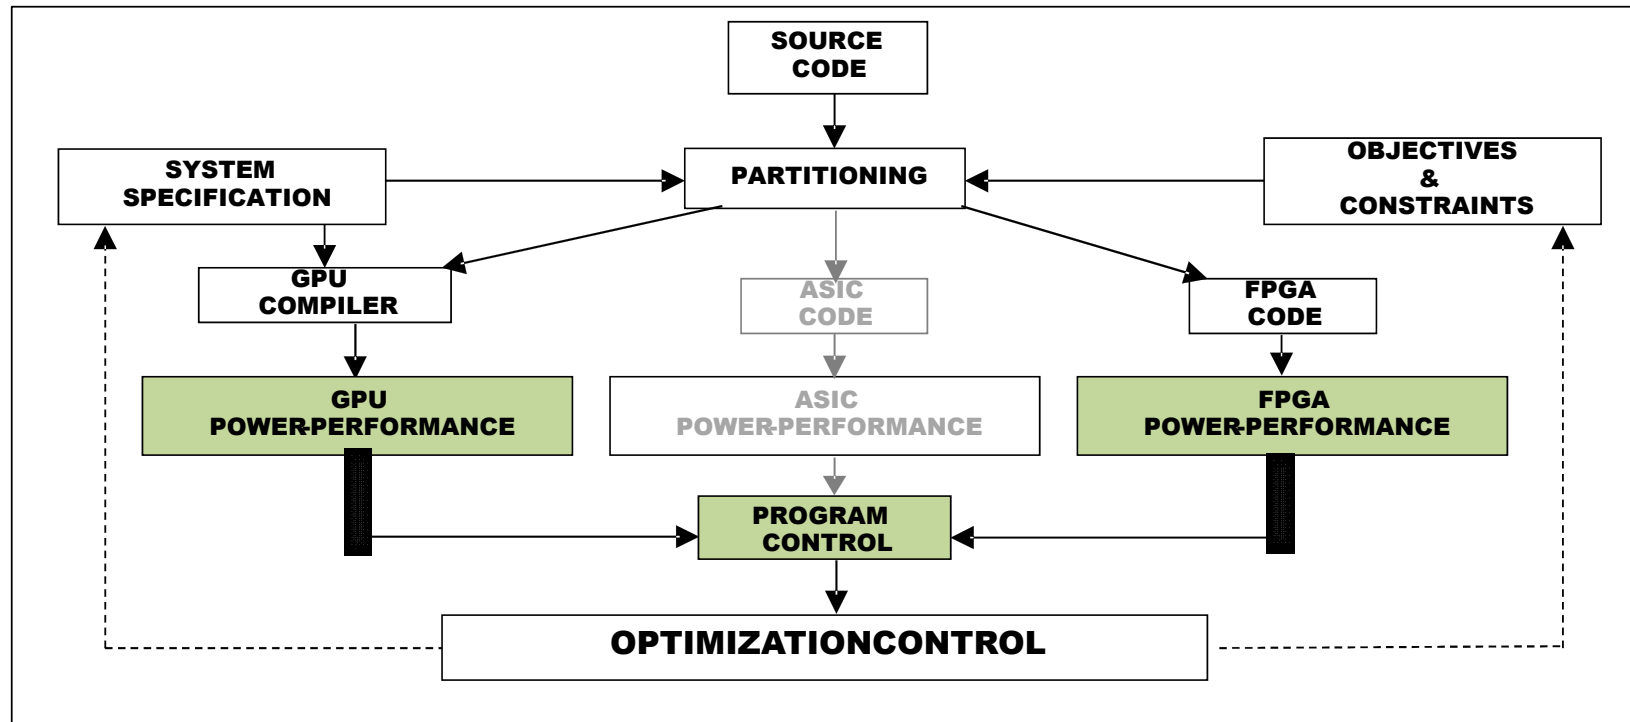 SOURCE
CODE
SYSTEM
SPECIFICATION
PARTITIONING
OBJECTIVES
&
CONSTRAINTS
GPU
COMPILER
ASIC
CODE
FPGA
CODE
GPU
POWER-PERFORMANCE
ASIC
POWER-PERFORMANCE
FPGA
POWER-PERFORMANCE
PROGRAM
CONTROL
OPTIMIZATIONCONTROL